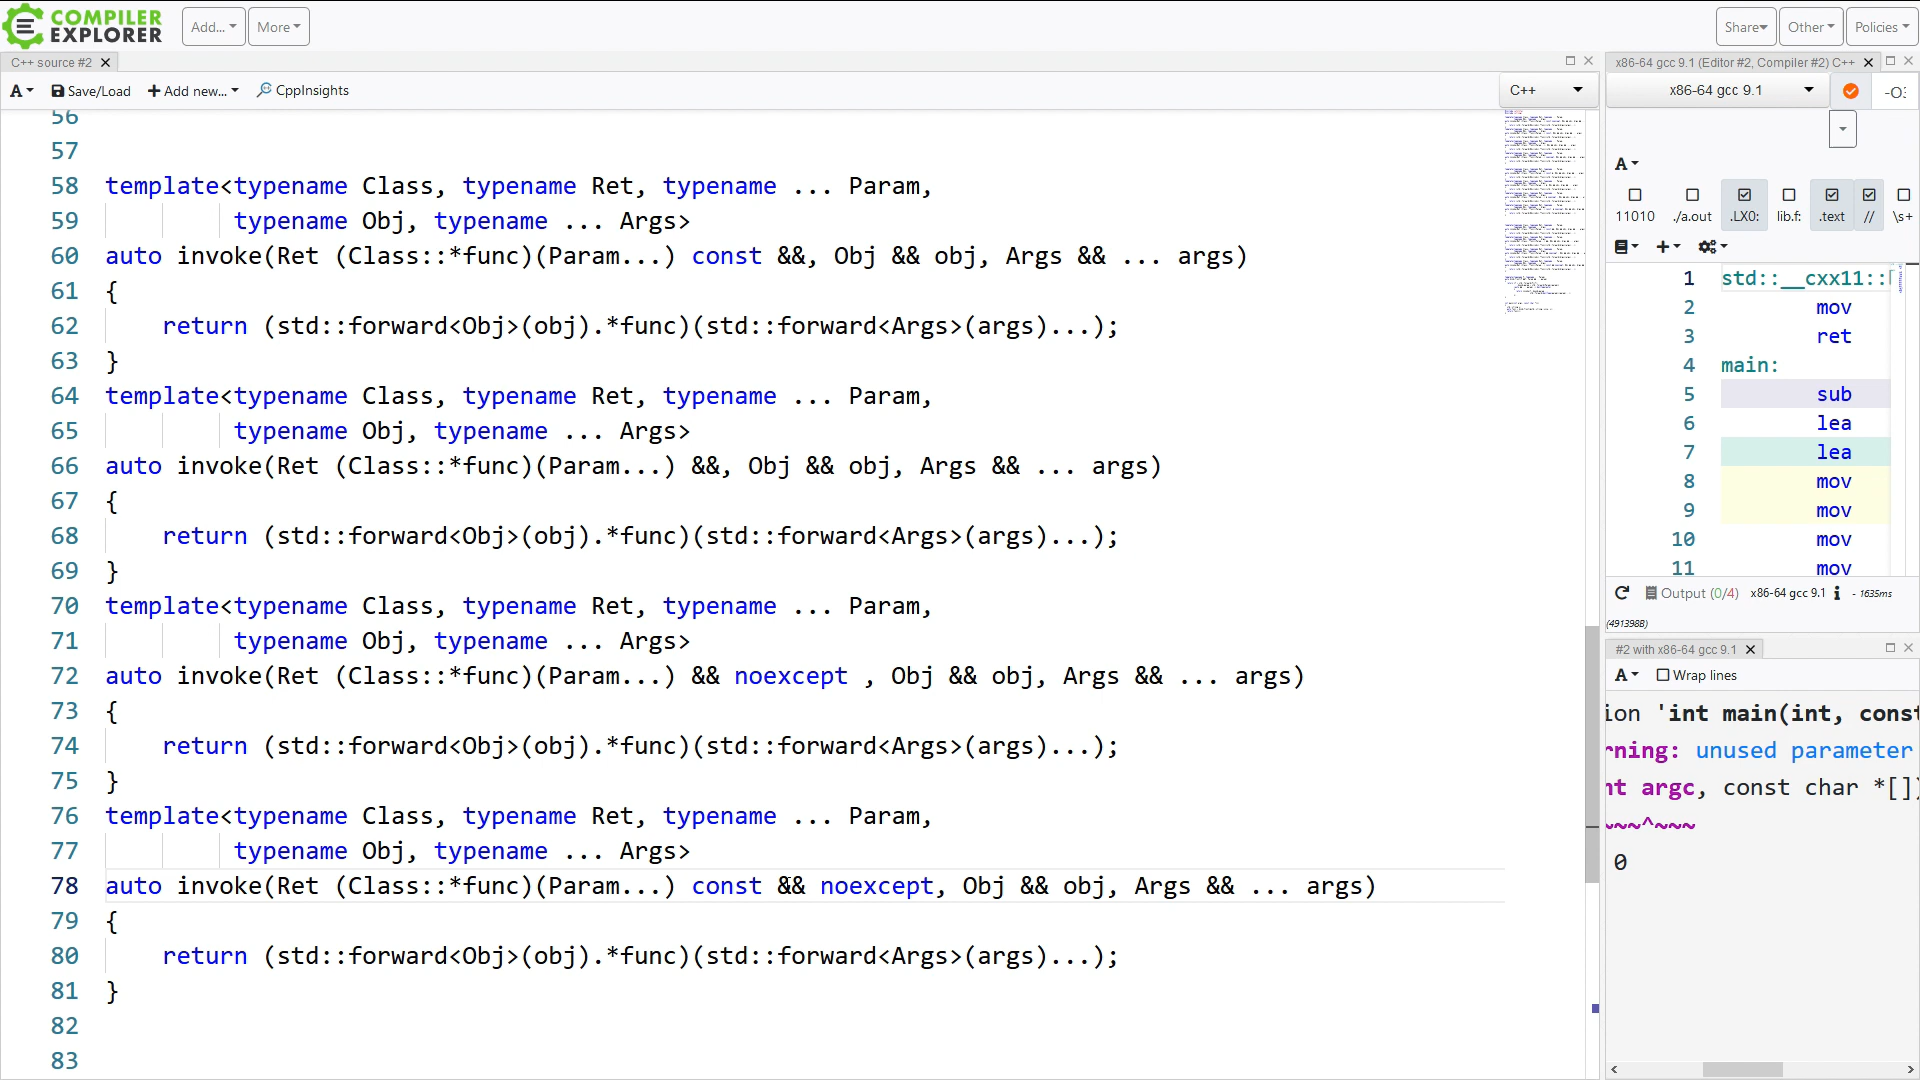 COMPILER EXPLORER Add... More Share Other Policies
C++ source #2
A Save/Load Add new... CppInsights C++
56
57
58 template<typename Class, typename Ret, typename ... Param,
59 typename Obj, typename ... Args>
60 auto invoke(Ret (Class::*func)(Param...) const &&, Obj && obj, Args && ... args)
61 {
62 return (std::forward<Obj>(obj).*func)(std::forward<Args>(args)...);
63 }
64 template<typename Class, typename Ret, typename ... Param,
65 typename Obj, typename ... Args>
66 auto invoke(Ret (Class::*func)(Param...) &&, Obj && obj, Args && ... args)
67 {
68 return (std::forward<Obj>(obj).*func)(std::forward<Args>(args)...);
69 }
70 template<typename Class, typename Ret, typename ... Param,
71 typename Obj, typename ... Args>
72 auto invoke(Ret (Class::*func)(Param...) && noexcept , Obj && obj, Args && ... args)
73 {
74 return (std::forward<Obj>(obj).*func)(std::forward<Args>(args)...);
75 }
76 template<typename Class, typename Ret, typename ... Param,
77 typename Obj, typename ... Args>
78 auto invoke(Ret (Class::*func)(Param...) const && noexcept, Obj && obj, Args && ... args)
79 {
80 return (std::forward<Obj>(obj).*func)(std::forward<Args>(args)...);
81 }
82
83
x86-64 gcc 9.1 (Editor #2, Compiler #2) C++
x86-64 gcc 9.1
A
11010 ./a.out .LX0: lib.f: .text // \s+
1 std::__cxx11::
2 mov
3 ret
4 main:
5 sub
6 lea
7 lea
8 mov
9 mov
10 mov
11 mov
Output (0/4) x86-64 gcc 9.1 i - 1635ms
(491398B)
#2 with x86-64 gcc 9.1
A Wrap lines
ion 'int main(int, const
rning: unused parameter
nt argc, const char *[])
~~~^~~~
0